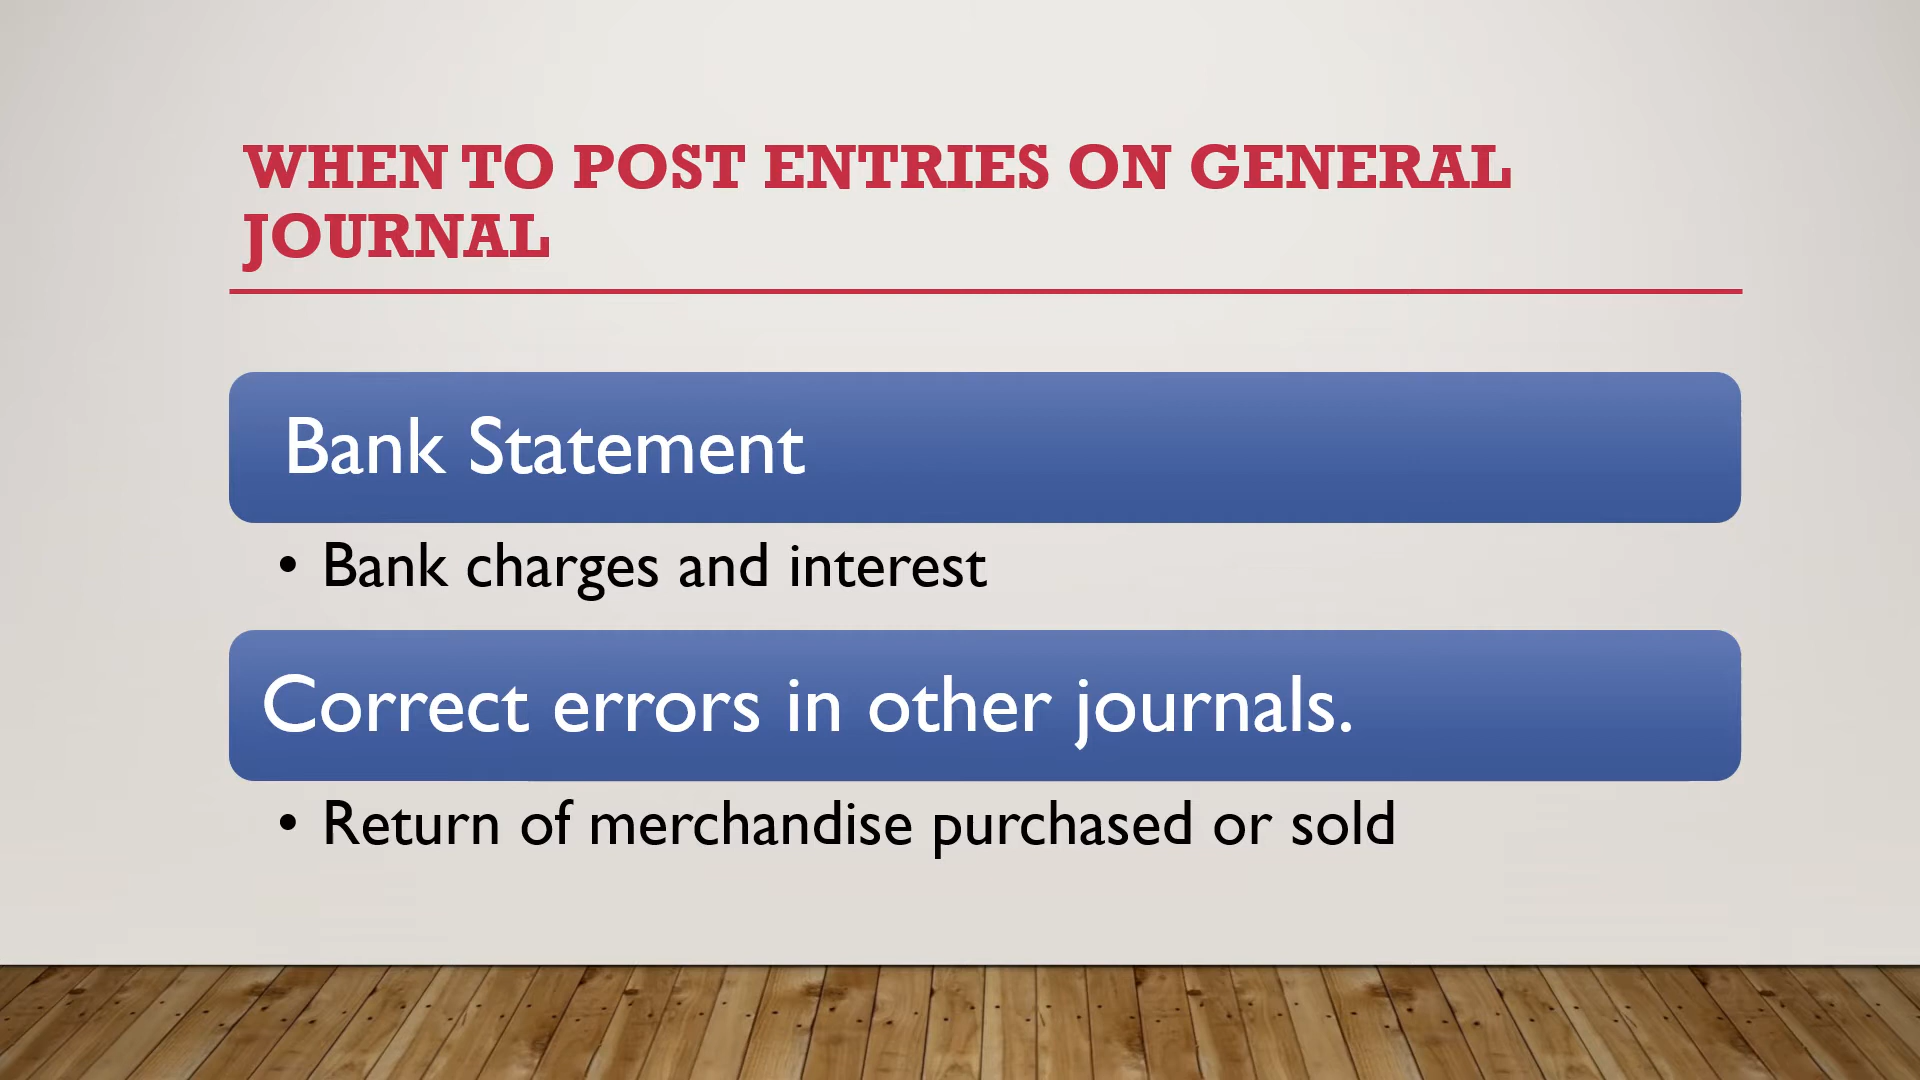 WHEN TO POST ENTRIES ON GENERAL
JOURNAL
Bank Statement
• Bank charges and interest
Correct errors in other journals.
• Return of merchandise purchased or sold